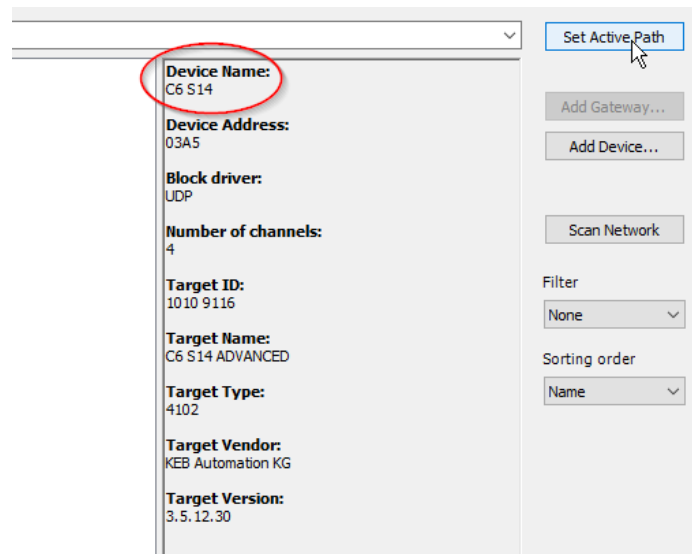 Set Active Path
Device Name:
C6 S14
Add Gateway...
Device Address:
03A5
Add Device...
Block driver:
UDP
Number of channels:
4
Scan Network
Target ID:
1010 9116
Filter
None
Target Name:
C6 S14 ADVANCED
Sorting order
Target Type:
4102
Name
Target Vendor:
KEB Automation KG
Target Version:
3.5.12.30